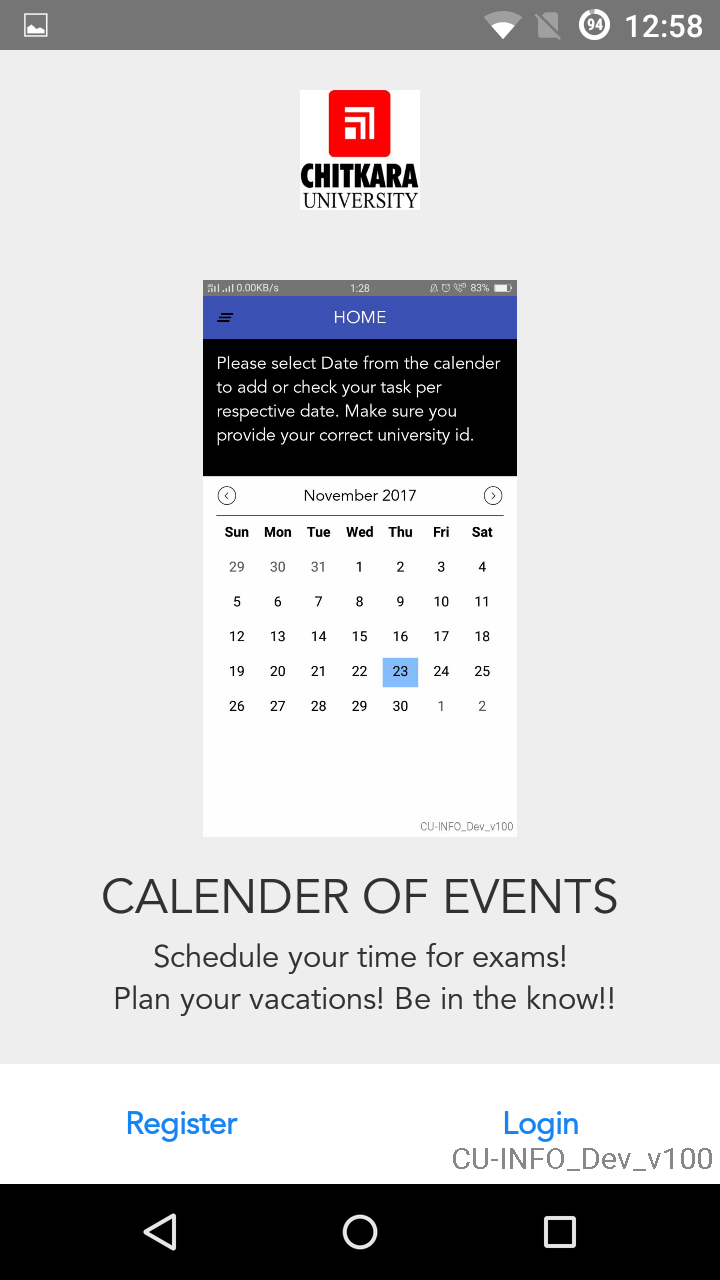 94 12:58
CHITKARA
UNIVERSITY
0.00KB/s 1:28 83%
HOME
Please select Date from the calender
to add or check your task per
respective date. Make sure you
provide your correct university id.
November 2017
Sun Mon Tue Wed Thu Fri Sat
29 30 31 1 2 3 4
5 6 7 8 9 10 11
12 13 14 15 16 17 18
19 20 21 22 23 24 25
26 27 28 29 30 1 2
CU-INFO_Dev_v100
CALENDER OF EVENTS
Schedule your time for exams!
Plan your vacations! Be in the know!!
Register Login
CU-INFO_Dev_v100